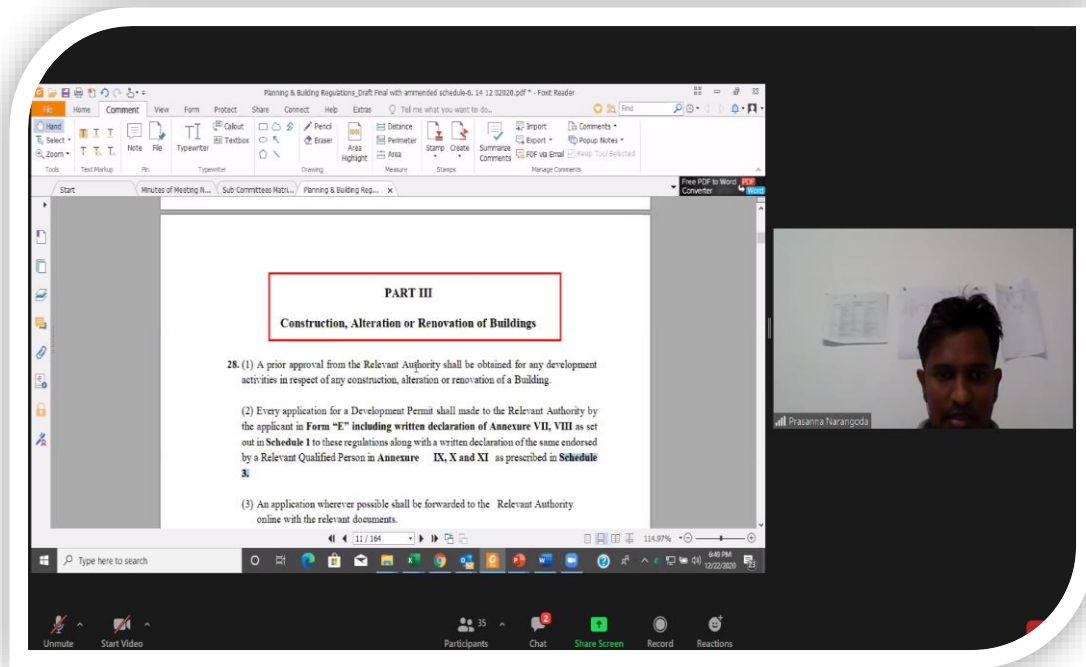 Planning & Building Regulations_Draft Final with ammended schedule-6. 14 12 02020.pdf * - Foxit Reader
File Home Comment View Form Protect Share Connect Help Extras Tell me what you want to do... Find
Hand
Select
Zoom
Note File Typewriter
Callout
Textbox
Pencil
Eraser
Area Highlight
Distance
Perimeter
Area
Stamp Create Summarize Comments
Import
Export
FDF via Email
Comments
Popup Notes
Keep Tool Selected
Tools Text Markup Pin Typewriter Drawing Measure Stamps Manage Comments
Start Minutes of Meeting N... Sub Committees Matri... Planning & Building Reg... x
Free PDF to Word Converter
PDF
Word
PART III
Construction, Alteration or Renovation of Buildings
28. (1) A prior approval from the Relevant Authority shall be obtained for any development
activities in respect of any construction, alteration or renovation of a Building.
(2) Every application for a Development Permit shall made to the Relevant Authority by
the applicant in Form “E” including written declaration of Annexure VII, VIII as set
out in Schedule 1 to these regulations along with a written declaration of the same endorsed
by a Relevant Qualified Person in Annexure IX, X and XI as prescribed in Schedule
3.
(3) An application wherever possible shall be forwarded to the Relevant Authority
online with the relevant documents.
11 / 164
114.97%
Type here to search
6:49 PM
12/22/2020
23
Prasanna Narangoda
Unmute Start Video Participants 35 Chat 2 Share Screen Record Reactions